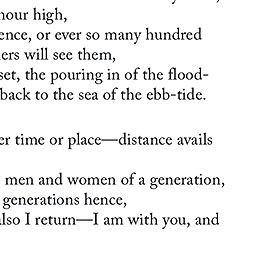 hour high,
ence, or ever so many hundred
ers will see them,
set, the pouring in of the flood-
back to the sea of the ebb-tide.
er time or place—distance avails
men and women of a generation,
generations hence,
also I return—I am with you, and